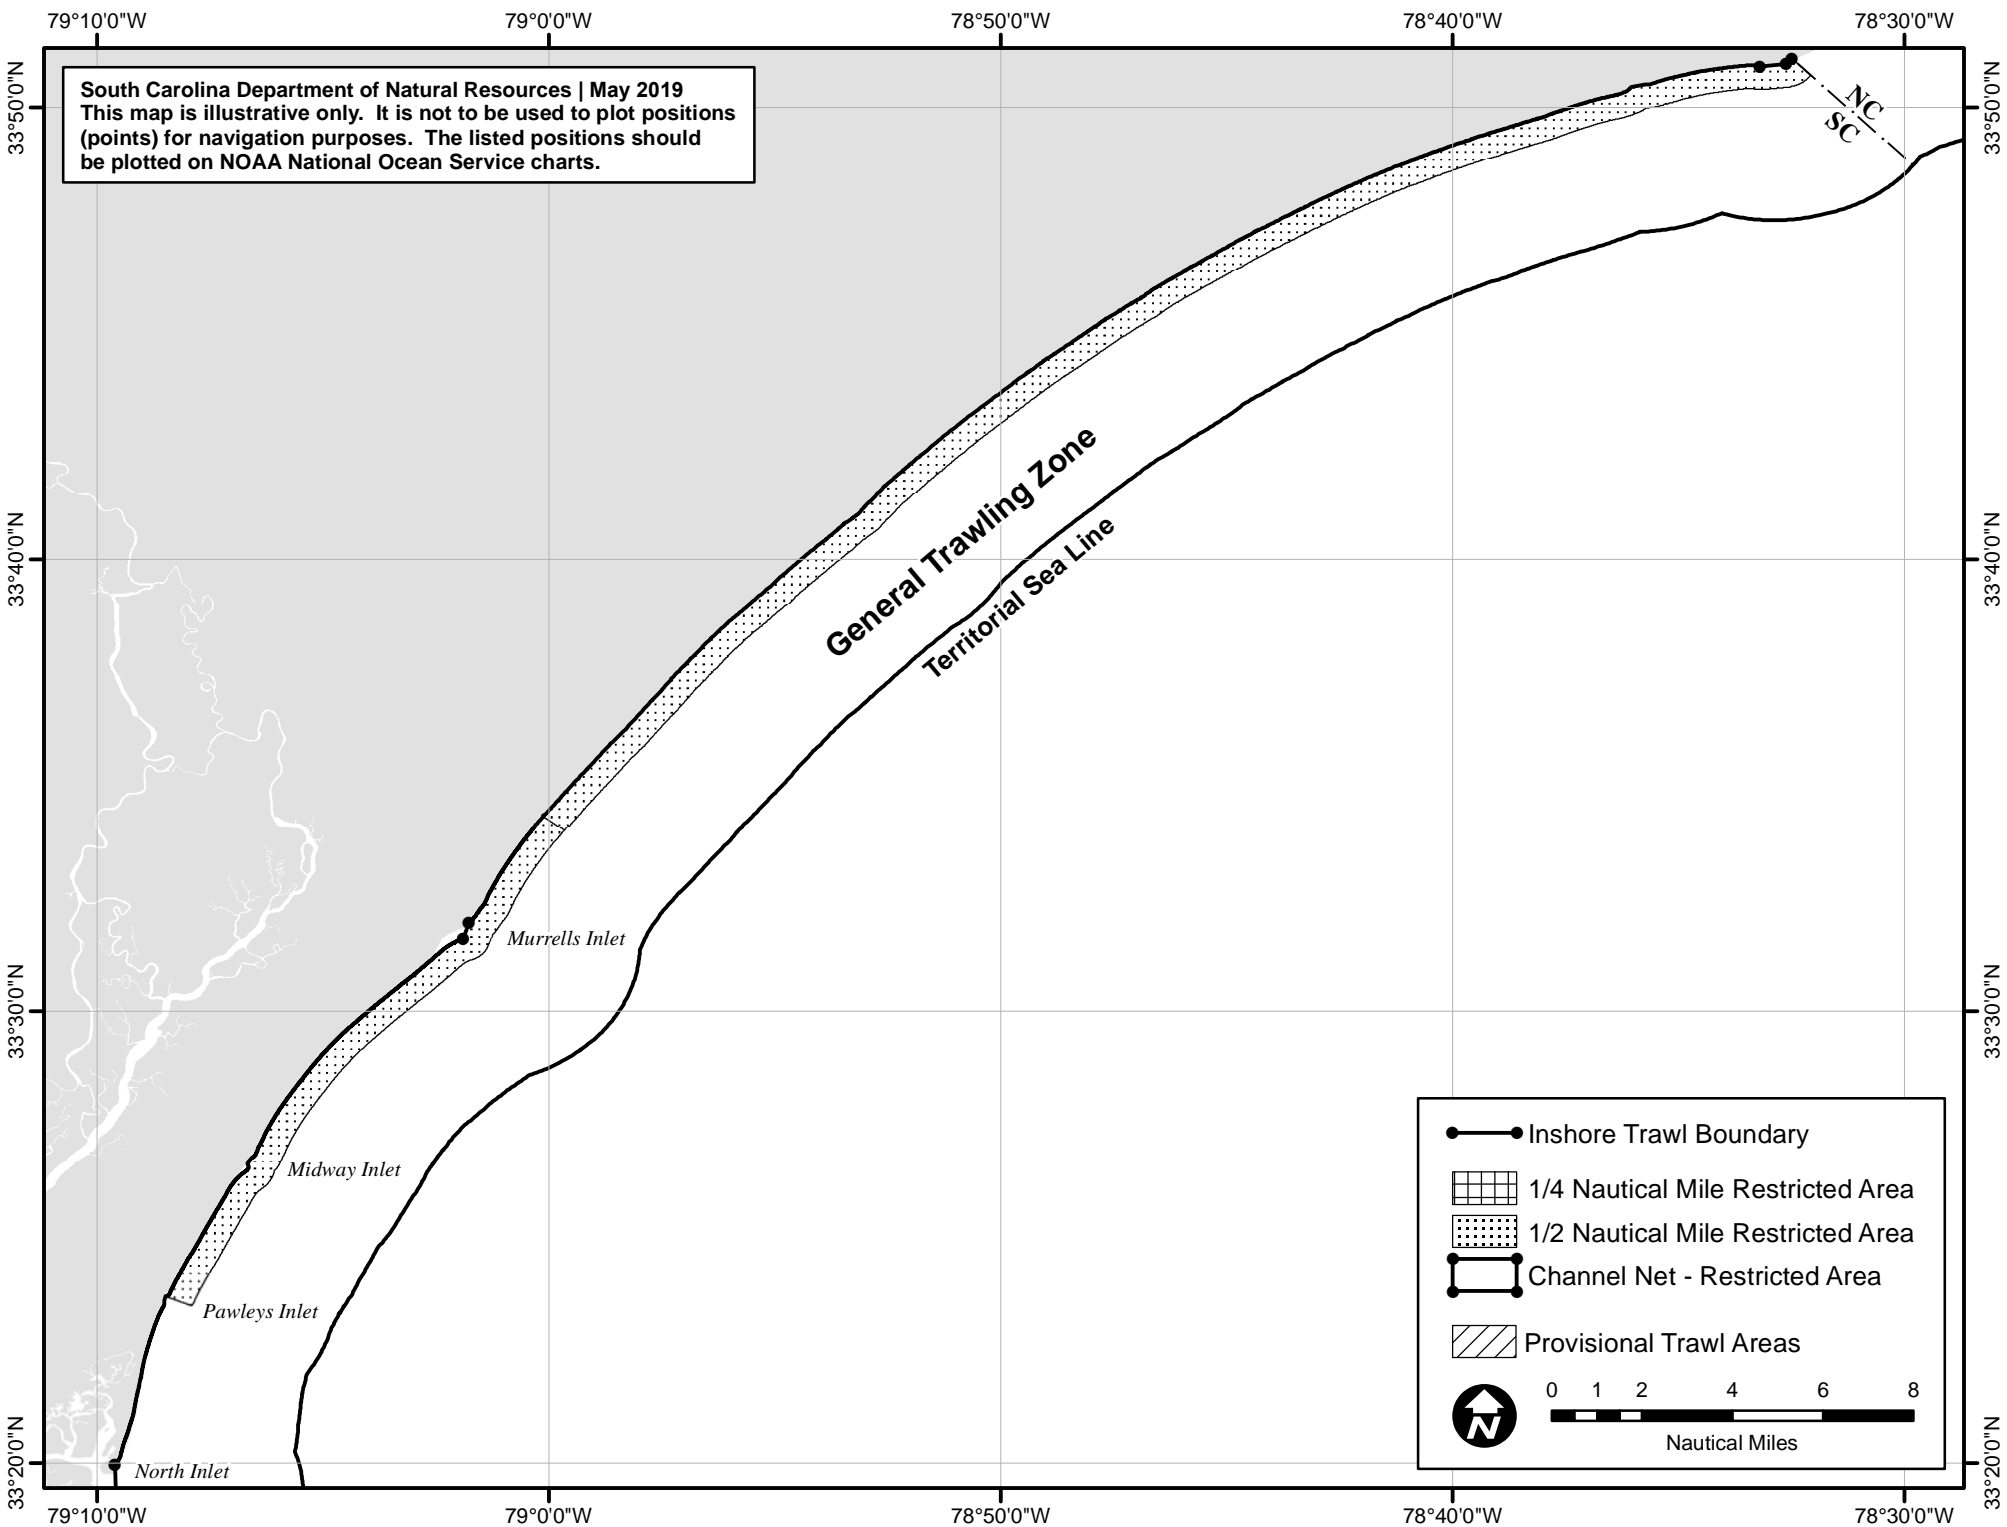 79°10'0"W
79°0'0"W
78°50'0"W
78°40'0"W
78°30'0"W
South Carolina Department of Natural Resources | May 2019
This map is illustrative only.  It is not to be used to plot positions
(points) for navigation purposes.  The listed positions should
be plotted on NOAA National Ocean Service charts.
33°50'0"N
33°50'0"N
NC
SC
General Trawling Zone
Territorial Sea Line
33°40'0"N
33°40'0"N
Murrells Inlet
33°30'0"N
33°30'0"N
Midway Inlet
Pawleys Inlet
North Inlet
33°20'0"N
33°20'0"N
Inshore Trawl Boundary
1/4 Nautical Mile Restricted Area
1/2 Nautical Mile Restricted Area
Channel Net - Restricted Area
Provisional Trawl Areas
N
0 1 2 4 6 8
Nautical Miles
79°10'0"W
79°0'0"W
78°50'0"W
78°40'0"W
78°30'0"W